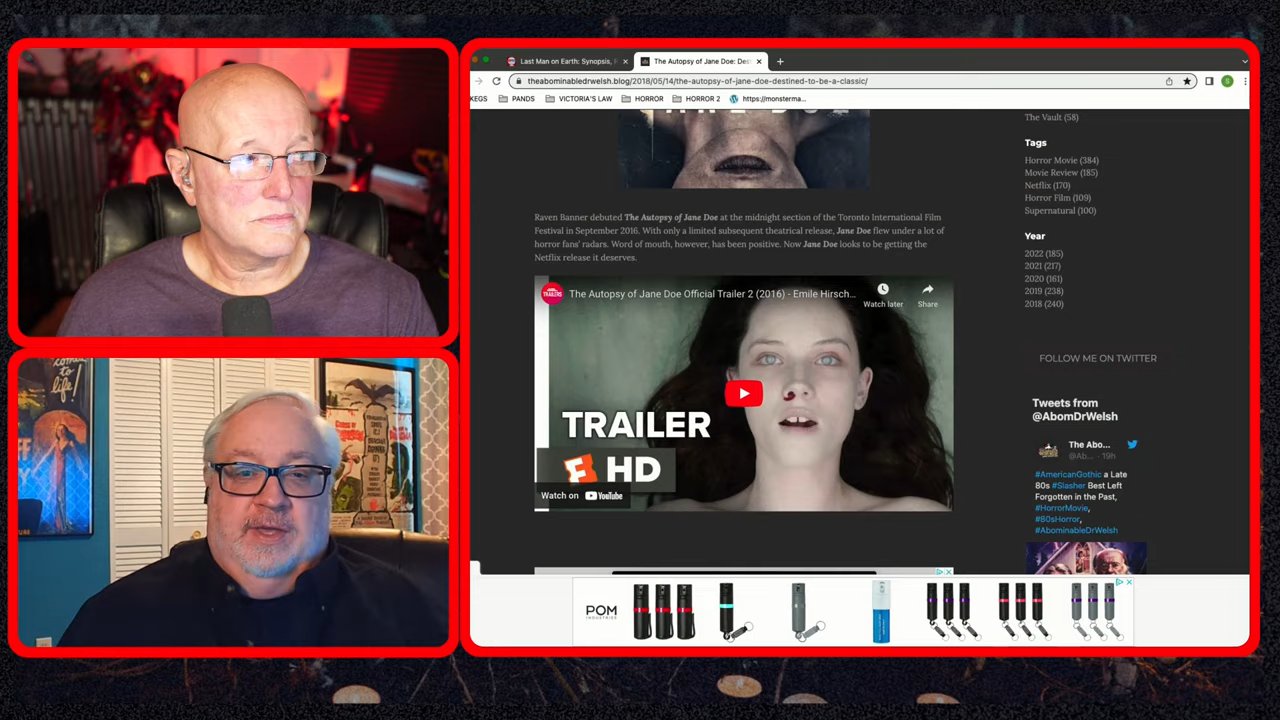 Last Man on Earth: Synopsis,
The Autopsy of Jane Doe: Des
theabominabledrwelsh.blog/2018/05/14/the-autopsy-of-jane-doe-destined-to-be-a-classic/
S
KEGS
PANDS
VICTORIA'S LAW
HORROR
HORROR 2
https://monsterma...
The Vault (58)
Tags
Horror Movie (384)
Movie Review (185)
Netflix (170)
Horror Film (109)
Supernatural (100)
Year
2022 (185)
2021 (217)
2020 (161)
2019 (238)
2018 (240)
Raven Banner debuted The Autopsy of Jane Doe at the midnight section of the Toronto International Film
Festival in September 2016. With only a limited subsequent theatrical release, Jane Doe flew under a lot of
horror fans' radars. Word of mouth, however, has been positive. Now Jane Doe looks to be getting the
Netflix release it deserves.
TRAILERS
The Autopsy of Jane Doe Official Trailer 2 (2016) - Emile Hirsch...
Watch later
Share
TRAILER
HD
Watch on YouTube
FOLLOW ME ON TWITTER
Tweets from
@AbomDrWelsh
The Abo...
@Ab... · 19h
#AmericanGothic a Late
80s #Slasher Best Left
Forgotten in the Past,
#HorrorMovie,
#80sHorror,
#AbominableDrWelsh
POM
INDUSTRIES
comes
to life!